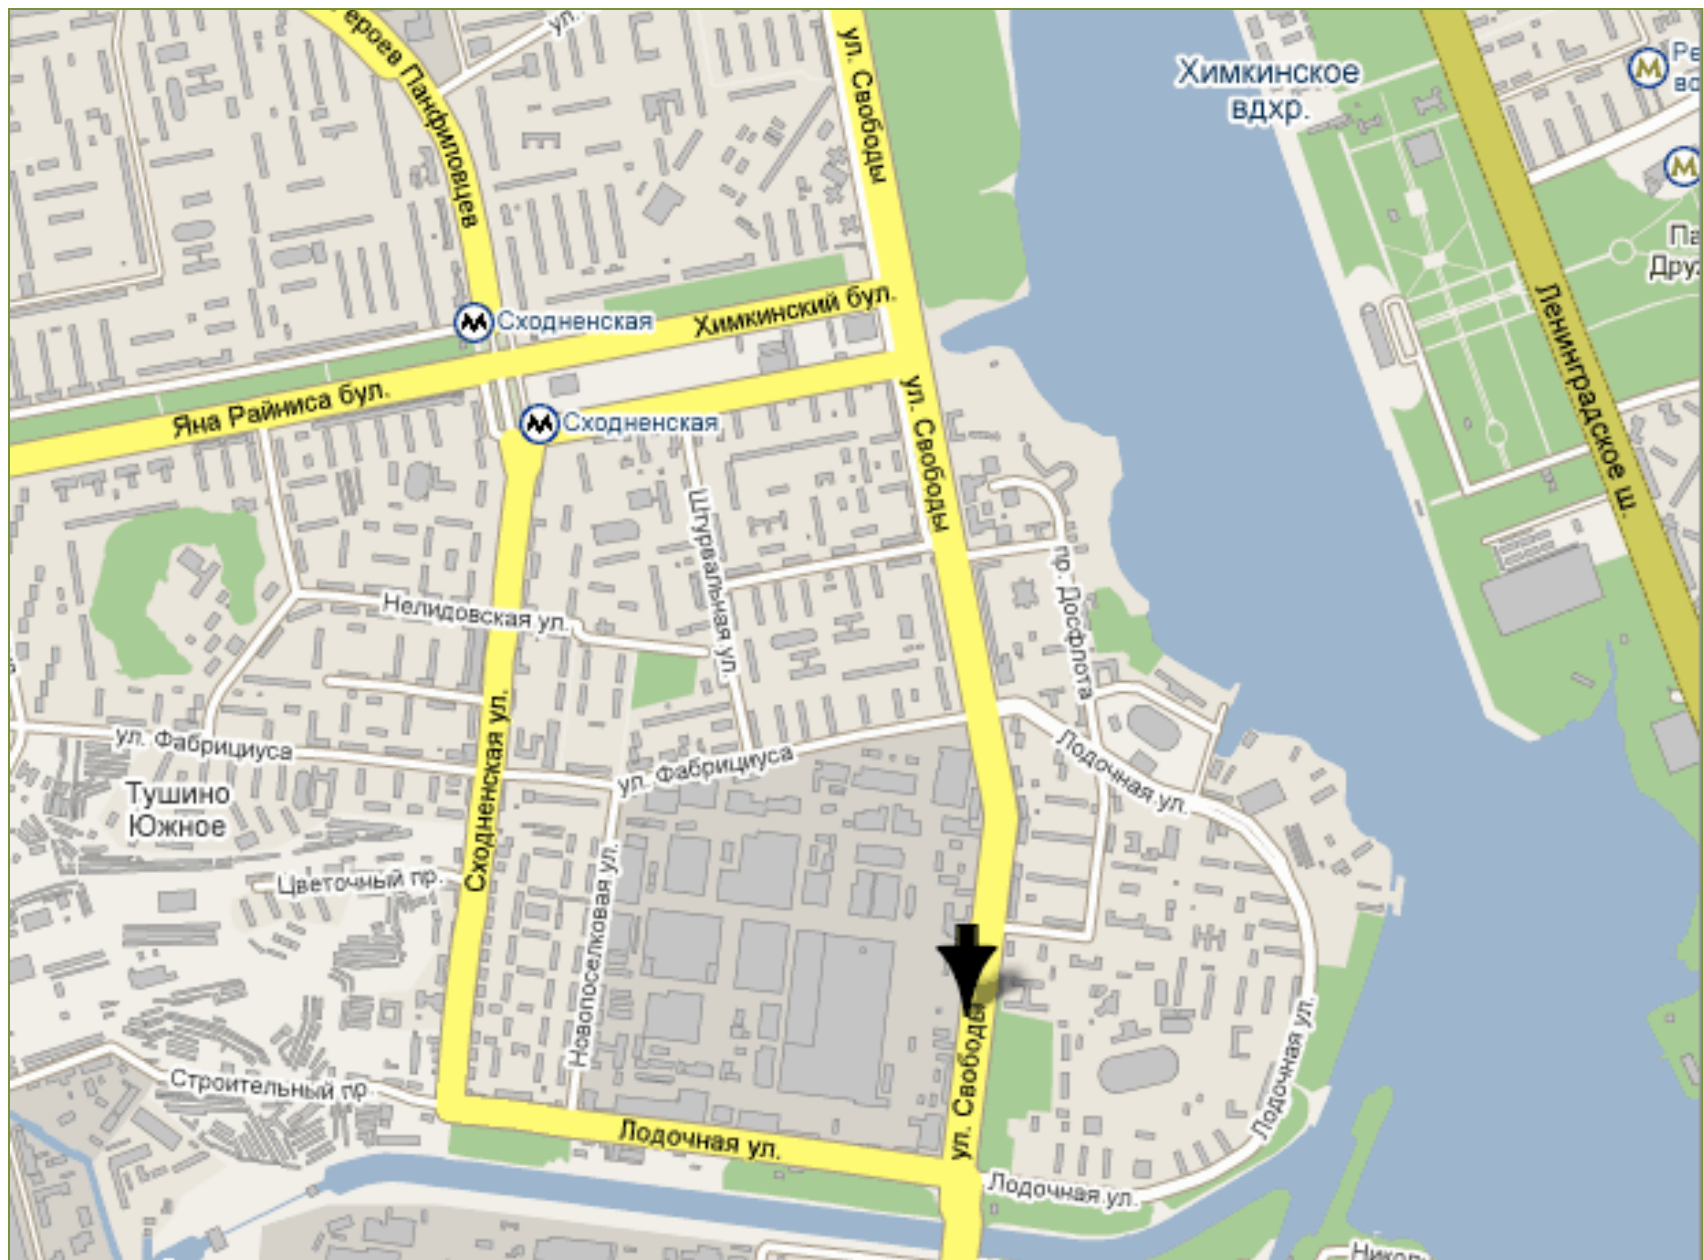 Героев Панфиловцев
ул.
ул. Свободы
Химкинское
вдхр.
Сходненская
Химкинский бул.
Яна Райниса бул.
Сходненская
ул. Свободы
Ленинградское ш.
Штурвальная ул.
пр. Досфлота
Нелидовская ул.
Сходненская ул.
ул. Фабрициуса
ул. Фабрициуса
Лодочная ул.
Тушино
Южное
Цветочный пр.
Новопоселковая ул.
ул. Свободы
Лодочная ул.
Строительный пр.
Лодочная ул.
Лодочная ул.